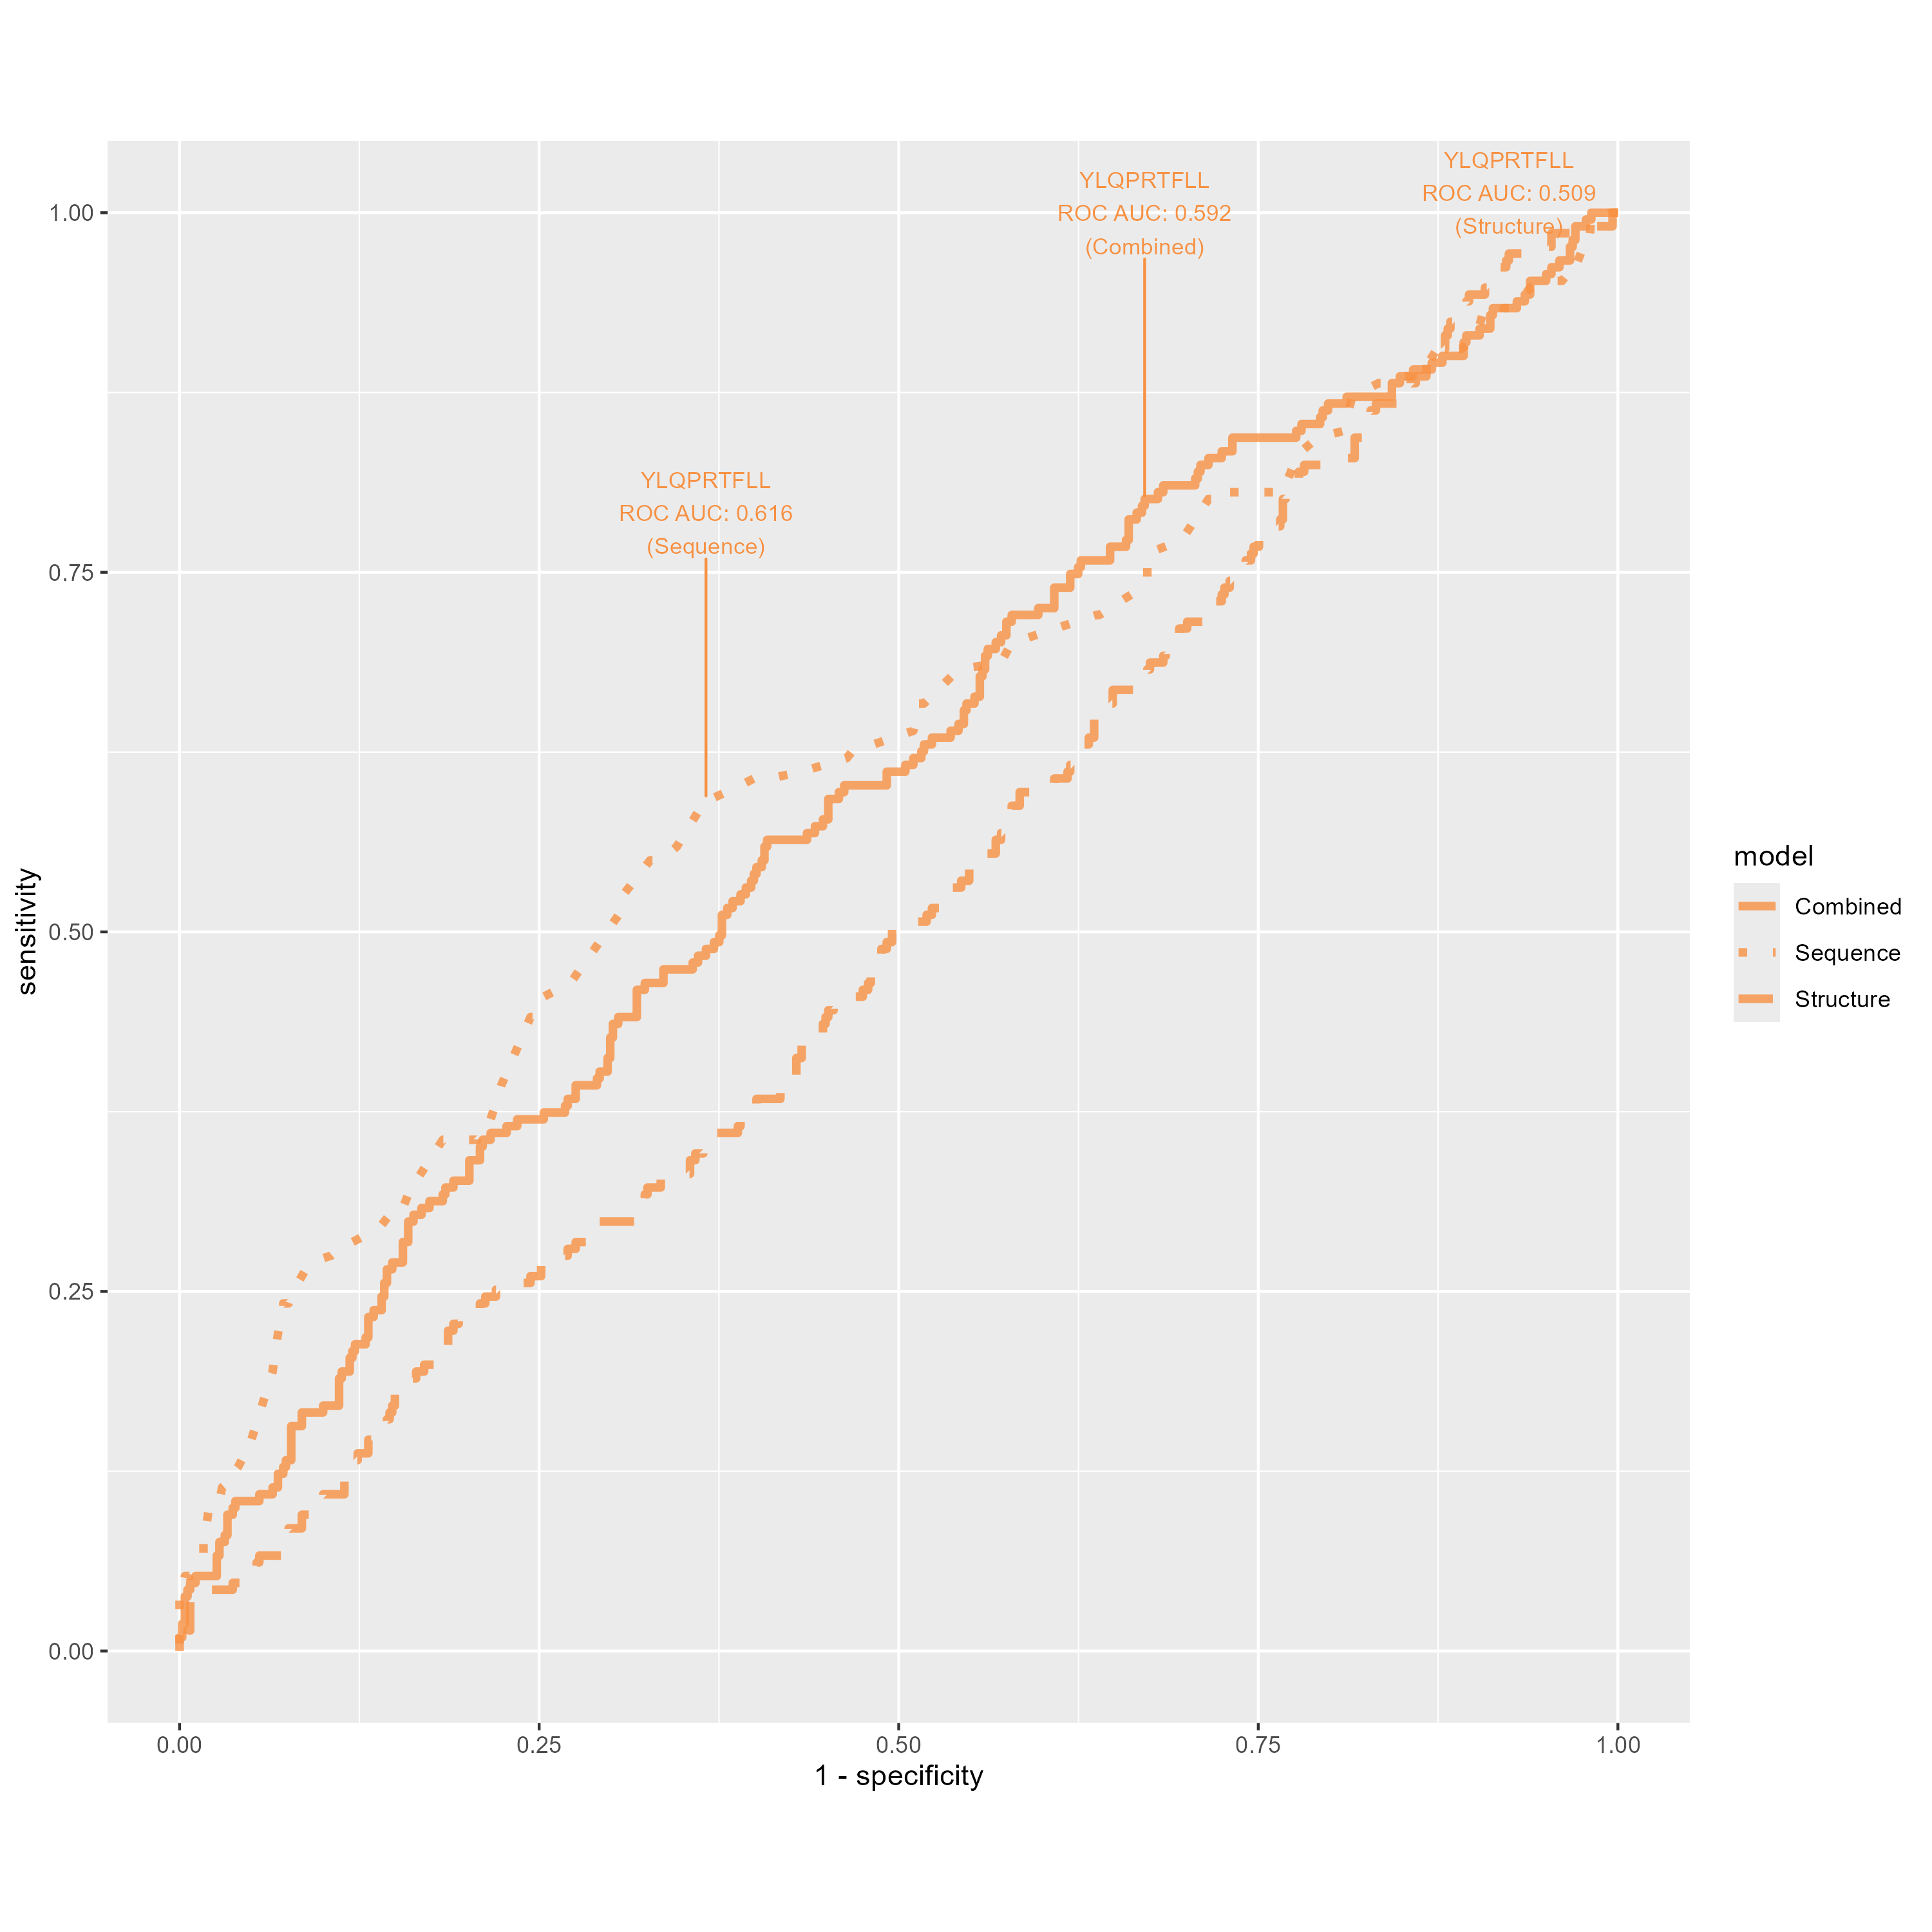 YLQPRTFLL
ROC AUC: 0.509
(Structure)
YLQPRTFLL
ROC AUC: 0.592
(Combined)
YLQPRTFLL
ROC AUC: 0.616
(Sequence)
1.00
0.75
0.50
0.25
0.00
sensitivity
0.00
0.25
0.50
0.75
1.00
1 - specificity
model
Combined
Sequence
Structure